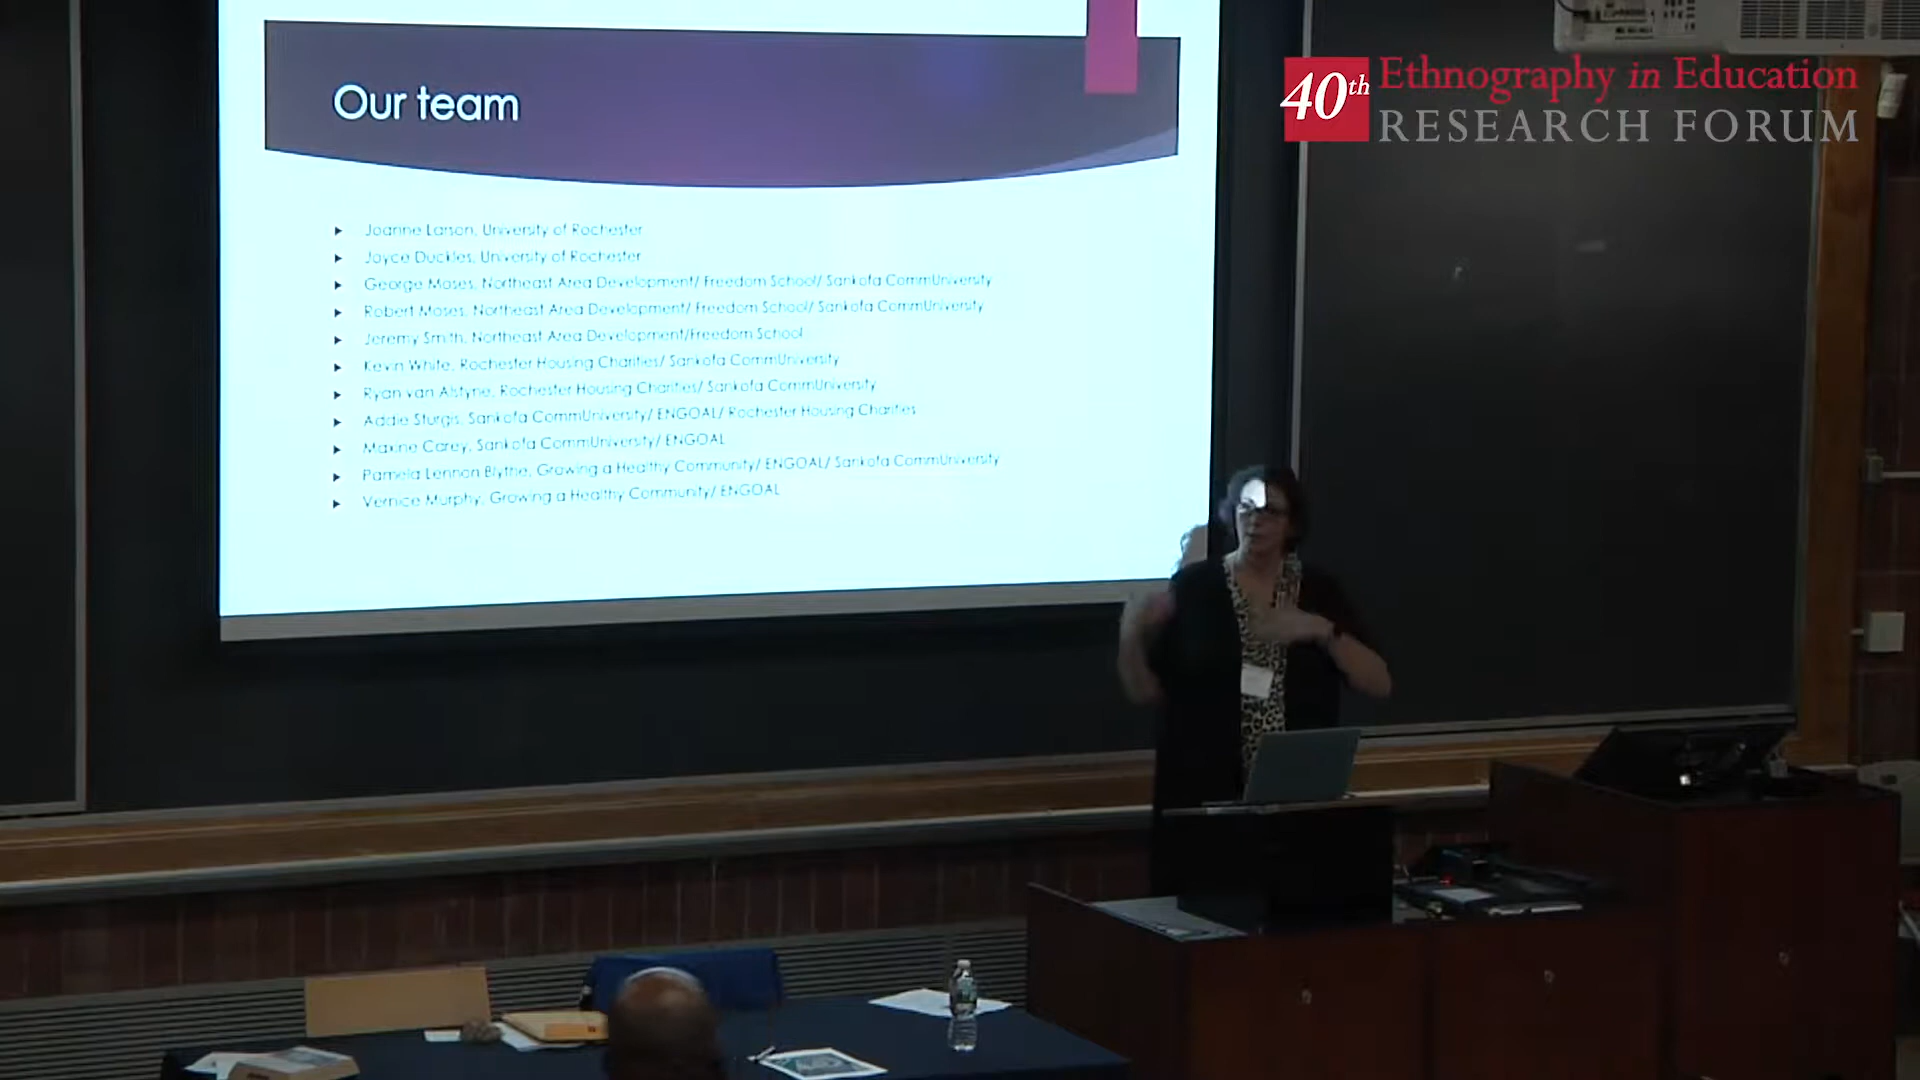 Our team
40th Ethnography in Education
RESEARCH FORUM
Joanne Larson, University of Rochester
Joyce Duckles, University of Rochester
George Moses, Northeast Area Development/ Freedom School/ Sankofa CommUniversity
Robert Moses, Northeast Area Development/ Freedom School/ Sankofa CommUniversity
Jeremy Smith, Northeast Area Development/Freedom School
Kevin White, Rochester Housing Charities/ Sankofa CommUniversity
Ryan van Alstyne, Rochester Housing Charities/ Sankofa CommUniversity
Addie Sturgis, Sankofa CommUniversity/ ENGOAL/ Rochester Housing Charities
Maxine Carey, Sankofa CommUniversity/ ENGOAL
Pamela Lennon Blythe, Growing a Healthy Community/ ENGOAL/ Sankofa CommUniversity
Vernice Murphy, Growing a Healthy Community/ ENGOAL